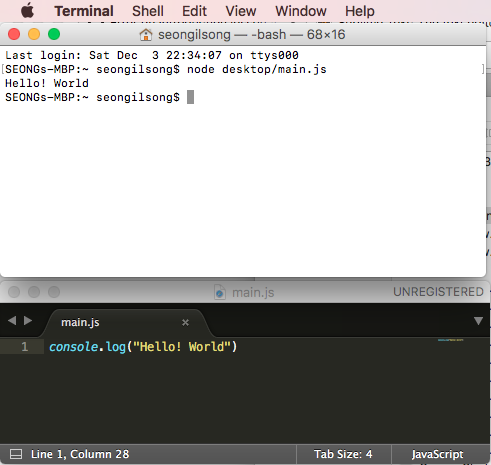 Terminal Shell Edit View Window Help
seongilsong — -bash — 68×16
Last login: Sat Dec  3 22:34:07 on ttys000
[SEONGs-MBP:~ seongilsong$ node desktop/main.js]
Hello! World
SEONGs-MBP:~ seongilsong$
main.js UNREGISTERED
main.js ×
1 console.log("Hello! World")
Line 1, Column 28 Tab Size: 4 JavaScript